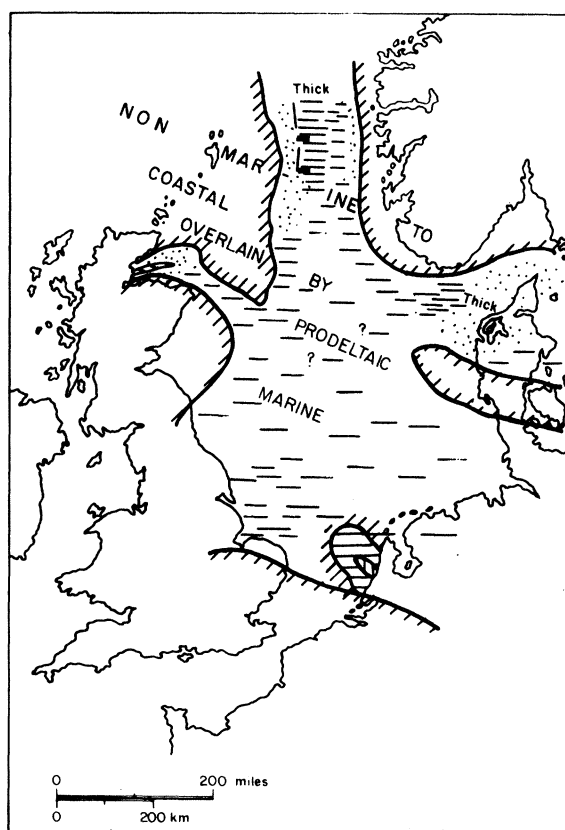 Thick
NON MAR INE TO
COASTAL
OVERLAIN BY
Thick
?
PRODELTAIC
?
MARINE
0 200 miles
0 200 km